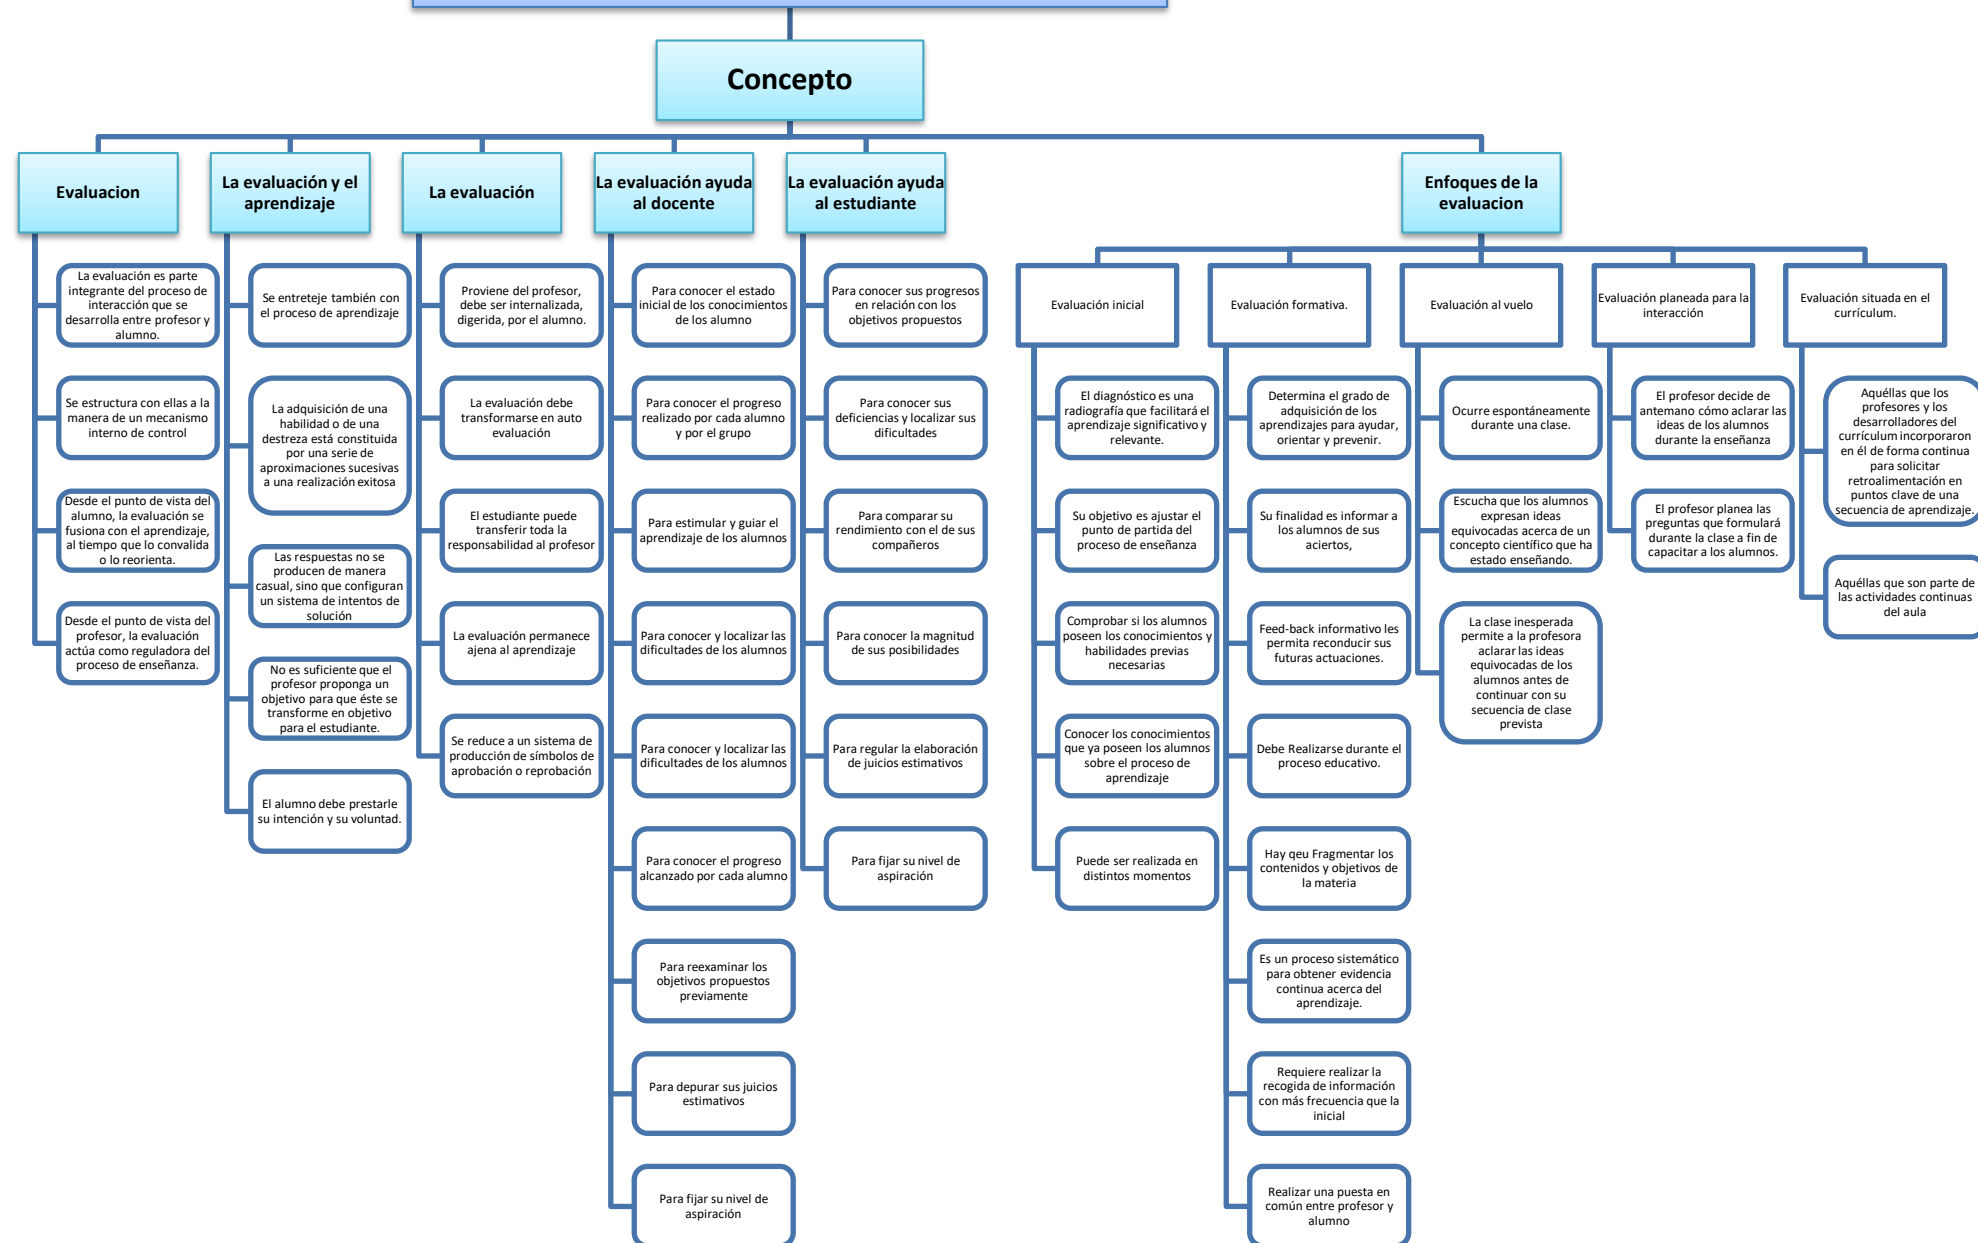 Concepto
Evaluacion
La evaluación es parte
integrante del proceso de
interacción que se
desarrolla entre profesor y
alumno.
Se estructura con ellas a la
manera de un mecanismo
interno de control
Desde el punto de vista del
alumno, la evaluación se
fusiona con el aprendizaje,
al tiempo que lo convalida
o lo reorienta.
Desde el punto de vista del
profesor, la evaluación
actúa como reguladora del
proceso de enseñanza.
La evaluación y el
aprendizaje
Se entreteje también con
el proceso de aprendizaje
La adquisición de una
habilidad o de una
destreza está constituida
por una serie de
aproximaciones sucesivas
a una realización exitosa
Las respuestas no se
producen de manera
casual, sino que configuran
un sistema de intentos de
solución
No es suficiente que el
profesor proponga un
objetivo para que éste se
transforme en objetivo
para el estudiante.
El alumno debe prestarle
su intención y su voluntad.
La evaluación
Proviene del profesor,
debe ser internalizada,
digerida, por el alumno.
La evaluación debe
transformarse en auto
evaluación
El estudiante puede
transferir toda la
responsabilidad al profesor
La evaluación permanece
ajena al aprendizaje
Se reduce a un sistema de
producción de símbolos de
aprobación o reprobación
La evaluación ayuda
al docente
Para conocer el estado
inicial de los conocimientos
de los alumno
Para conocer el progreso
realizado por cada alumno
y por el grupo
Para estimular y guiar el
aprendizaje de los alumnos
Para conocer y localizar las
dificultades de los alumnos
Para conocer y localizar las
dificultades de los alumnos
Para conocer el progreso
alcanzado por cada alumno
Para reexaminar los
objetivos propuestos
previamente
Para depurar sus juicios
estimativos
Para fijar su nivel de
aspiración
La evaluación ayuda
al estudiante
Para conocer sus progresos
en relación con los
objetivos propuestos
Para conocer sus
deficiencias y localizar sus
dificultades
Para comparar su
rendimiento con el de sus
compañeros
Para conocer la magnitud
de sus posibilidades
Para regular la elaboración
de juicios estimativos
Para fijar su nivel de
aspiración
Enfoques de la
evaluacion
Evaluación inicial
El diagnóstico es una
radiografía que facilitará el
aprendizaje significativo y
relevante.
Su objetivo es ajustar el
punto de partida del
proceso de enseñanza
Comprobar si los alumnos
poseen los conocimientos y
habilidades previas
necesarias
Conocer los conocimientos
que ya poseen los alumnos
sobre el proceso de
aprendizaje
Puede ser realizada en
distintos momentos
Evaluación formativa.
Determina el grado de
adquisición de los
aprendizajes para ayudar,
orientar y prevenir.
Su finalidad es informar a
los alumnos de sus
aciertos,
Feed-back informativo les
permita reconducir sus
futuras actuaciones.
Debe Realizarse durante el
proceso educativo.
Hay qeu Fragmentar los
contenidos y objetivos de
la materia
Es un proceso sistemático
para obtener evidencia
continua acerca del
aprendizaje.
Requiere realizar la
recogida de información
con más frecuencia que la
inicial
Realizar una puesta en
común entre profesor y
alumno
Evaluación al vuelo
Ocurre espontáneamente
durante una clase.
Escucha que los alumnos
expresan ideas
equivocadas acerca de un
concepto científico que ha
estado enseñando.
La clase inesperada
permite a la profesora
aclarar las ideas
equivocadas de los
alumnos antes de
continuar con su
secuencia de clase
prevista
Evaluación planeada para la
interacción
El profesor decide de
antemano cómo aclarar las
ideas de los alumnos
durante la enseñanza
El profesor planea las
preguntas que formulará
durante la clase a fin de
capacitar a los alumnos.
Evaluación situada en el
currículum.
Aquéllas que los
profesores y los
desarrolladores del
currículum incorporaron
en él de forma continua
para solicitar
retroalimentación en
puntos clave de una
secuencia de aprendizaje.
Aquéllas que son parte de
las actividades continuas
del aula